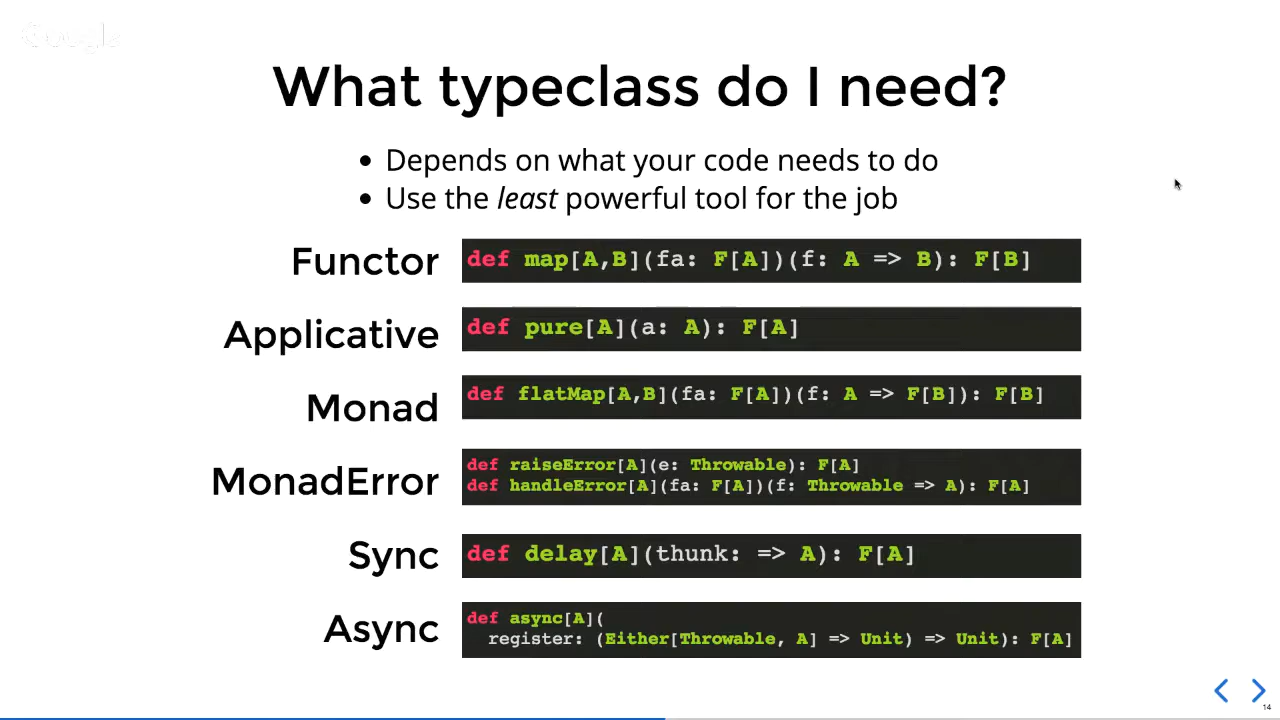 Google
What typeclass do I need?
• Depends on what your code needs to do
• Use the least powerful tool for the job
Functor
def map[A,B](fa: F[A])(f: A => B): F[B]
Applicative
def pure[A](a: A): F[A]
Monad
def flatMap[A,B](fa: F[A])(f: A => F[B]): F[B]
MonadError
def raiseError[A](e: Throwable): F[A]
def handleError[A](fa: F[A])(f: Throwable => A): F[A]
Sync
def delay[A](thunk: => A): F[A]
Async
def async[A](
register: (Either[Throwable, A] => Unit) => Unit): F[A]
14